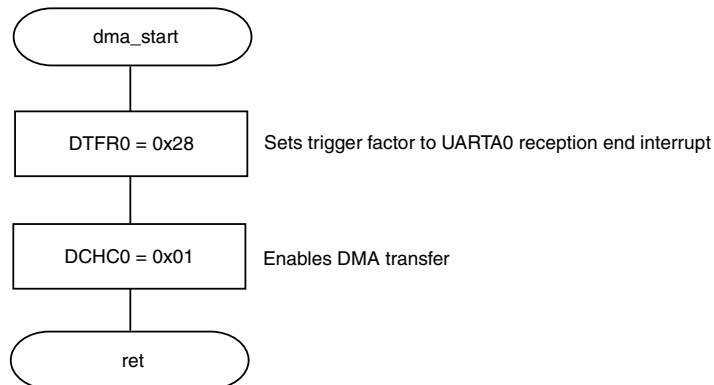 dma_start
DTFR0 = 0x28
Sets trigger factor to UARTA0 reception end interrupt
DCHC0 = 0x01
Enables DMA transfer
ret